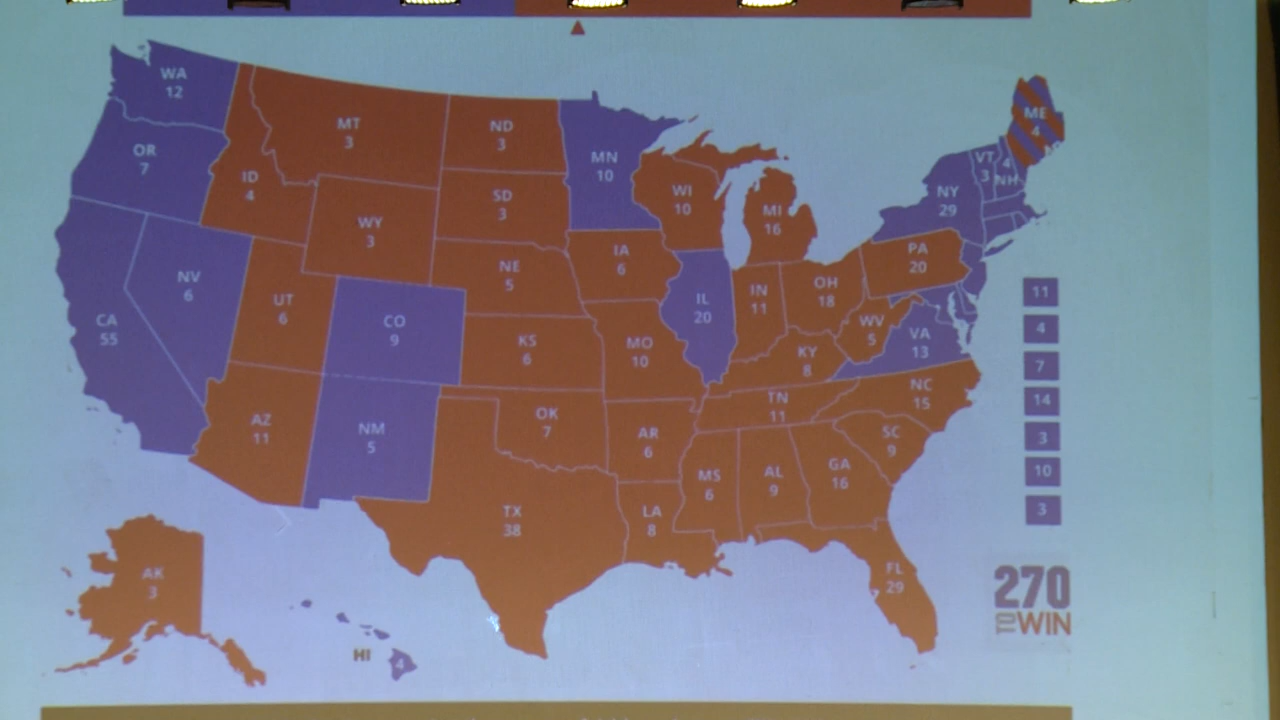 WA
12
OR
7
CA
55
NV
6
ID
4
MT
3
WY
3
UT
6
AZ
11
CO
9
NM
5
ND
3
SD
3
NE
5
KS
6
OK
7
TX
38
MN
10
IA
6
MO
10
AR
6
LA
8
WI
10
IL
20
MI
16
IN
11
OH
18
KY
8
TN
11
MS
6
AL
9
GA
16
FL
29
SC
9
NC
15
VA
13
WV
5
PA
20
NY
29
VT
3
4
NH
ME
4
11
4
7
14
3
10
3
AK
3
HI
4
270
TO WIN